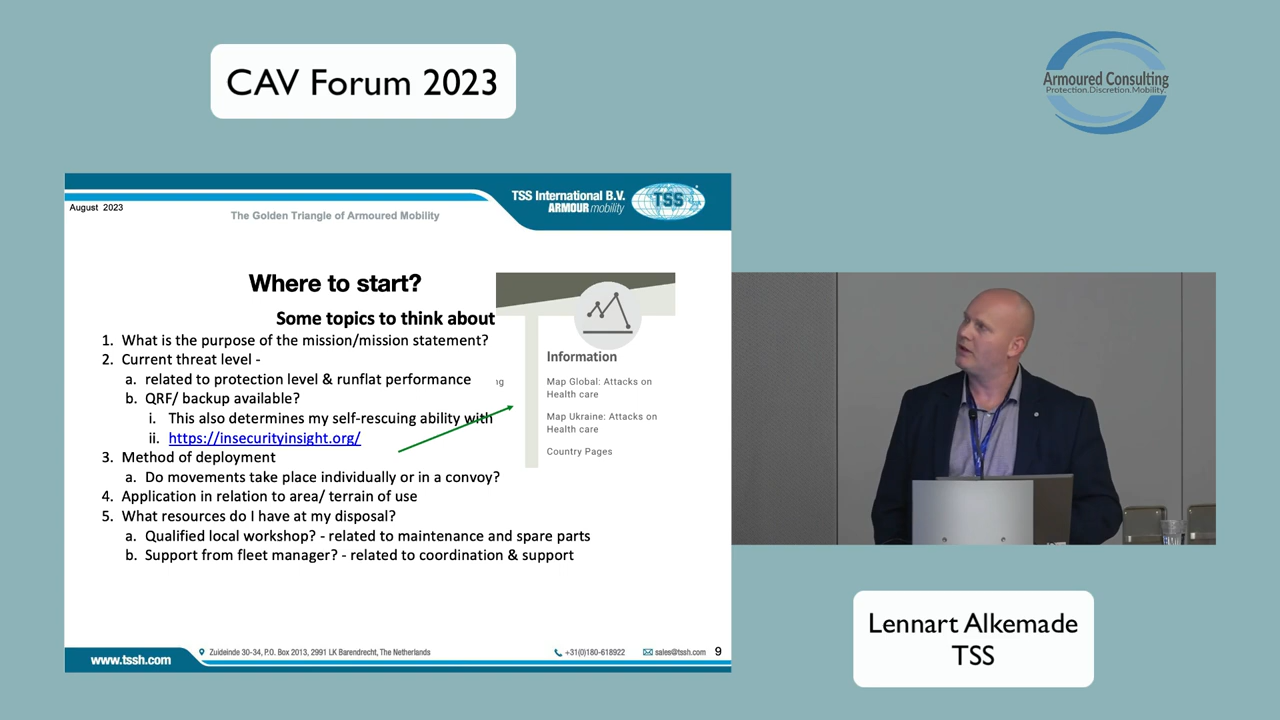 CAV Forum 2023
Armoured Consulting
Protection.Discretion.Mobility.
August 2023
The Golden Triangle of Armoured Mobility
TSS International B.V.
ARMOUR mobility
TSS
Where to start?
Some topics to think about
1. What is the purpose of the mission/mission statement?
2. Current threat level -
a. related to protection level & runflat performance
b. QRF/ backup available?
i. This also determines my self-rescuing ability with
ii. https://insecurityinsight.org/
3. Method of deployment
a. Do movements take place individually or in a convoy?
4. Application in relation to area/ terrain of use
5. What resources do I have at my disposal?
a. Qualified local workshop? - related to maintenance and spare parts
b. Support from fleet manager? - related to coordination & support
ng
Information
Map Global: Attacks on
Health care
Map Ukraine: Attacks on
Health care
Country Pages
www.tssh.com
Zuideinde 30-34, P.O. Box 2013, 2991 LK Barendrecht, The Netherlands
+31(0)180-618922
sales@tssh.com
9
Lennart Alkemade
TSS